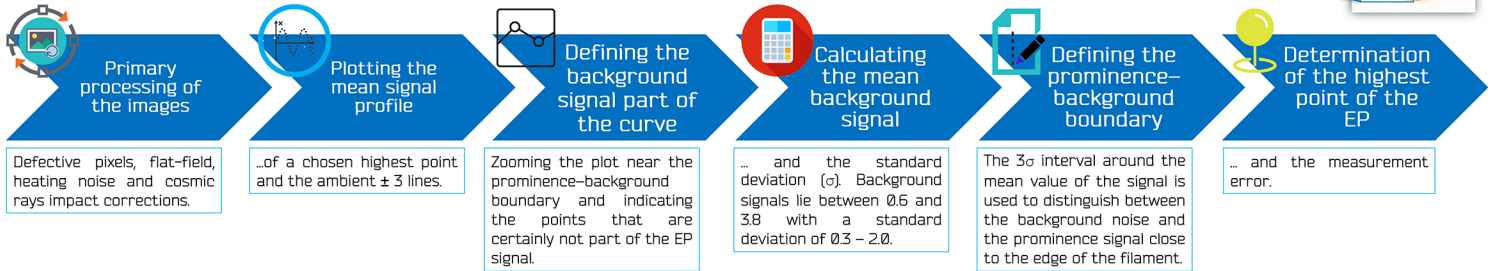 Primary
processing of
the images
Defective pixels, flat-field,
heating noise and cosmic
rays impact corrections.
Plotting the
mean signal
profile
…of a chosen highest point
and the ambient ± 3 lines.
Defining the
background
signal part of
the curve
Zooming the plot near the
prominence–background
boundary and indicating
the points that are
certainly not part of the EP
signal.
Calculating
the mean
background
signal
… and the standard
deviation (σ). Background
signals lie between 0.6 and
3.8 with a standard
deviation of 0.3 – 2.0.
Defining the
prominence–
background
boundary
The 3σ interval around the
mean value of the signal is
used to distinguish between
the background noise and
the prominence signal close
to the edge of the filament.
Determination
of the highest
point of the
EP
… and the measurement
error.